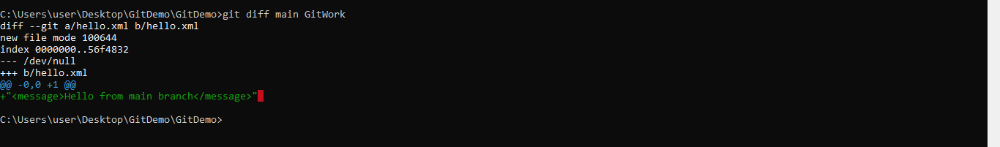 C:\Users\user\Desktop\GitDemo\GitDemo>git diff main GitWork
diff --git a/hello.xml b/hello.xml
new file mode 100644
index 0000000..56f4832
--- /dev/null
+++ b/hello.xml
@@ -0,0 +1 @@
+"<message>Hello from main branch</message>"
C:\Users\user\Desktop\GitDemo\GitDemo>